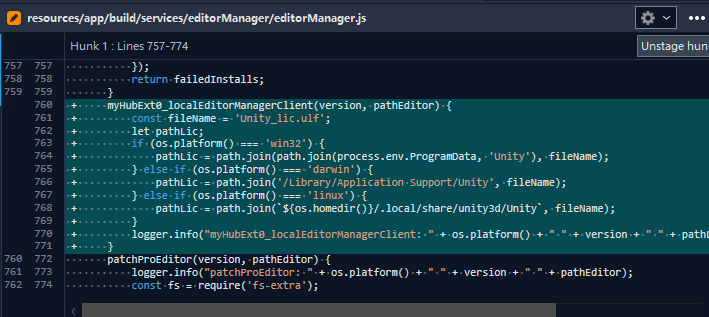 resources/app/build/services/editorManager/editorManager.js
Hunk 1 : Lines 757-774
Unstage hun
757 757 });
758 758 return failedInstalls;
759 759 }
760 + myHubExt0_localEditorManagerClient(version, pathEditor) {
761 + const fileName = 'Unity_lic.ulf';
762 + let pathLic;
763 + if (os.platform() === 'win32') {
764 + pathLic = path.join(path.join(process.env.ProgramData, 'Unity'), fileName);
765 + } else if (os.platform() === 'darwin') {
766 + pathLic = path.join('/Library/Application Support/Unity', fileName);
767 + } else if (os.platform() === 'linux') {
768 + pathLic = path.join(`${os.homedir()}/.local/share/unity3d/Unity`, fileName);
769 + }
770 + logger.info("myHubExt0_localEditorManagerClient: " + os.platform() + " " + version + " " + pathL
771 + }
760 772 patchProEditor(version, pathEditor) {
761 773 logger.info("patchProEditor: " + os.platform() + " " + version + " " + pathEditor);
762 774 const fs = require('fs-extra');